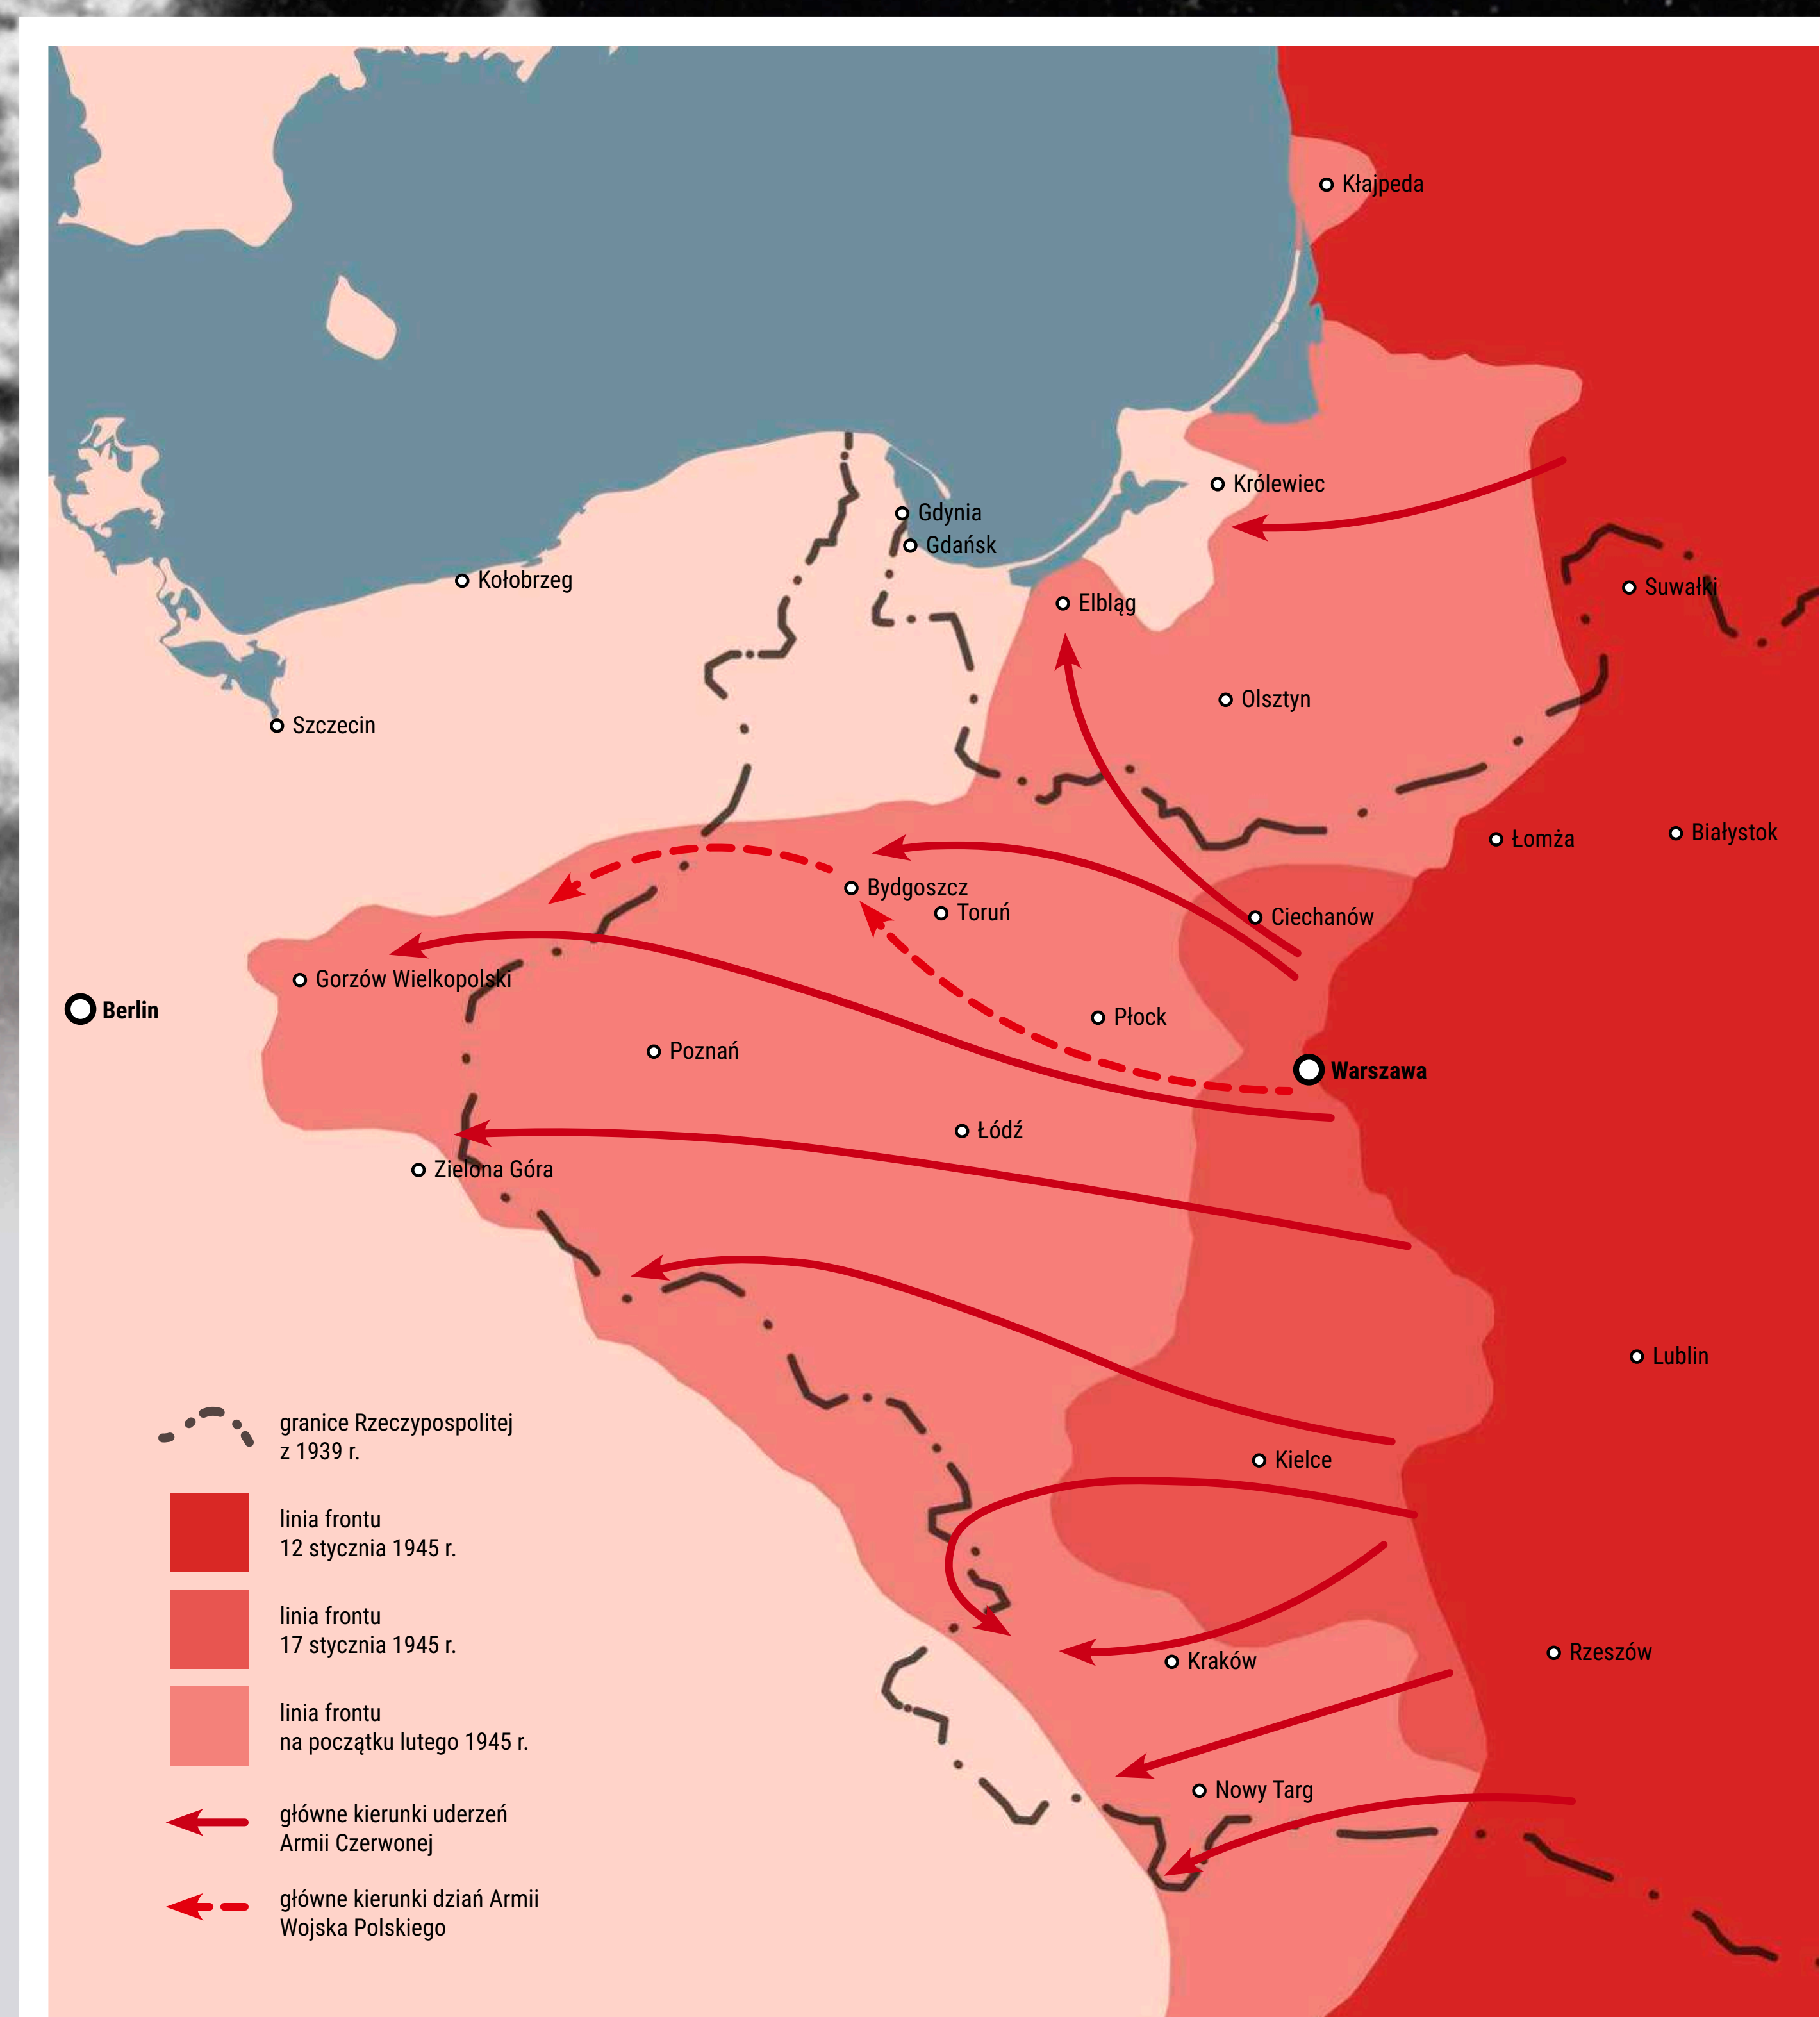 Kłajpeda
Królewiec
Gdynia
Gdańsk
Kołobrzeg
Suwałki
Elbląg
Olsztyn
Szczecin
Łomża
Białystok
Bydgoszcz
Toruń
Ciechanów
Gorzów Wielkopolski
Berlin
Płock
Poznań
Warszawa
Łódź
Zielona Góra
Lublin
Kielce
Kraków
Rzeszów
Nowy Targ
granice Rzeczypospolitej
z 1939 r.
linia frontu
12 stycznia 1945 r.
linia frontu
17 stycznia 1945 r.
linia frontu
na początku lutego 1945 r.
główne kierunki uderzeń
Armii Czerwonej
główne kierunki dziań Armii
Wojska Polskiego